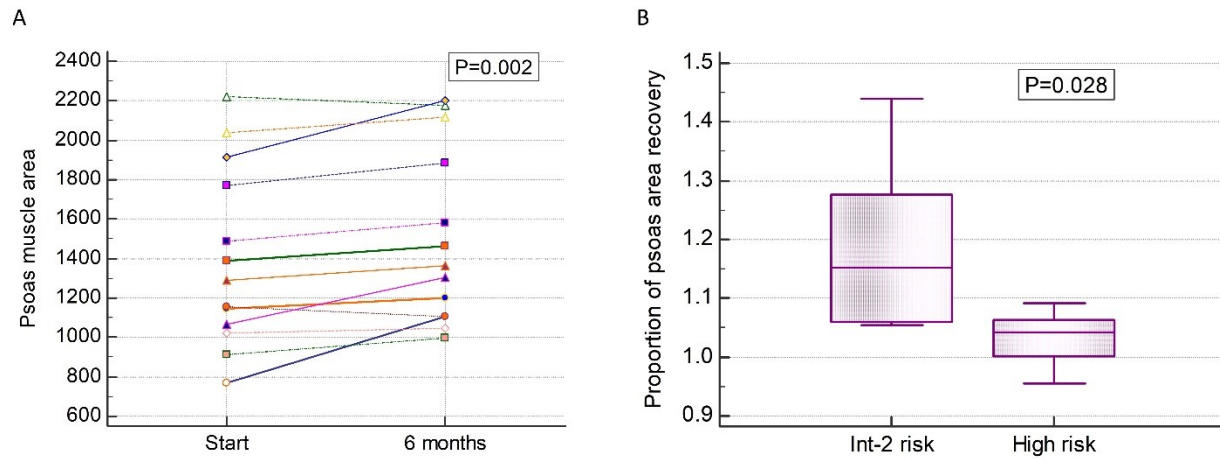 A
P=0.002
Psoas muscle area
2400
2200
2000
1800
1600
1400
1200
1000
800
600
Start 6 months
B
P=0.028
Proportion of psoas area recovery
1.5
1.4
1.3
1.2
1.1
1.0
0.9
Int-2 risk High risk